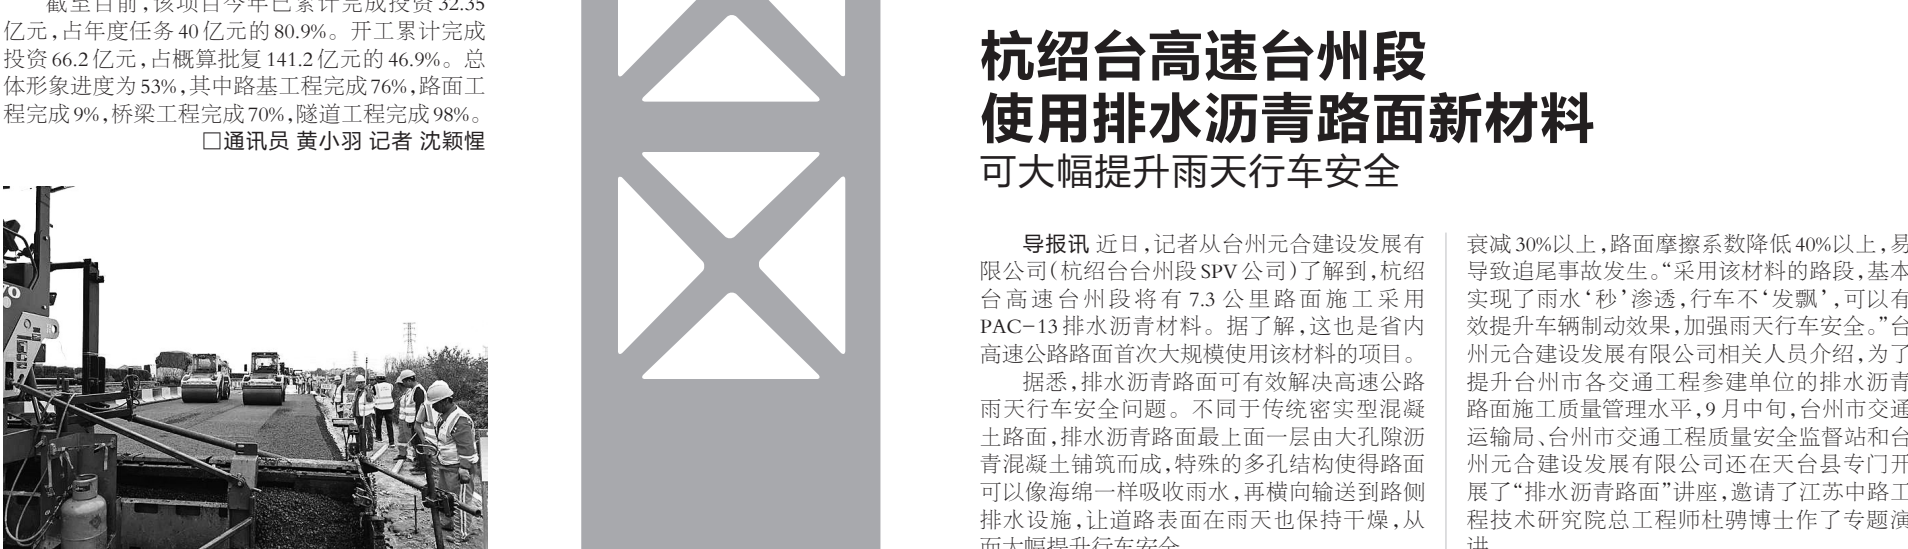 截至目前，该项目今年已累计完成投资32.35
亿元，占年度任务40亿元的80.9%。开工累计完成
投资66.2亿元，占概算批复141.2亿元的46.9%。总
体形象进度为53%，其中路基工程完成76%，路面工
程完成9%，桥梁工程完成70%，隧道工程完成98%。
□通讯员 黄小羽 记者 沈颖惺
杭绍台高速台州段
使用排水沥青路面新材料
可大幅提升雨天行车安全
导报讯 近日，记者从台州元合建设发展有
限公司（杭绍台台州段SPV公司）了解到，杭绍
台高速台州段将有7.3公里路面施工采用
PAC-13排水沥青材料。据了解，这也是省内
高速公路路面首次大规模使用该材料的项目。
据悉，排水沥青路面可有效解决高速公路
雨天行车安全问题。不同于传统密实型混凝
土路面，排水沥青路面最上面一层由大孔隙沥
青混凝土铺筑而成，特殊的多孔结构使得路面
可以像海绵一样吸收雨水，再横向输送到路侧
排水设施，让道路表面在雨天也保持干燥，从
而大幅提升行车安全
衰减30%以上，路面摩擦系数降低40%以上，易
导致追尾事故发生。“采用该材料的路段，基本
实现了雨水‘秒’渗透，行车不‘发飘’，可以有
效提升车辆制动效果，加强雨天行车安全。”台
州元合建设发展有限公司相关人员介绍，为了
提升台州市各交通工程参建单位的排水沥青
路面施工质量管理水平，9月中旬，台州市交通
运输局、台州市交通工程质量安全监督站和台
州元合建设发展有限公司还在天台县专门开
展了“排水沥青路面”讲座，邀请了江苏中路工
程技术研究院总工程师杜骋博士作了专题演
讲